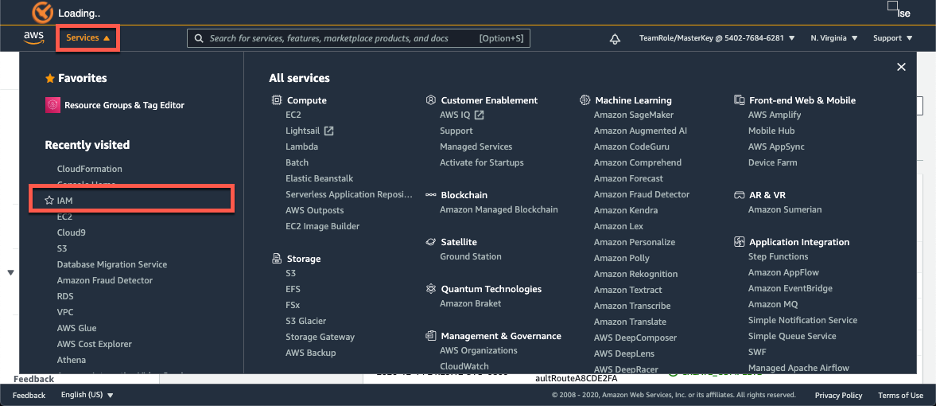 Loading..
lse
aws
Services
Search for services, features, marketplace products, and docs [Option+S]
TeamRole/MasterKey @ 5402-7684-6281
N. Virginia
Support
Favorites
Resource Groups & Tag Editor
Recently visited
CloudFormation
Console Home
IAM
EC2
Cloud9
S3
Database Migration Service
Amazon Fraud Detector
RDS
VPC
AWS Glue
AWS Cost Explorer
Athena
All services
Compute
EC2
Lightsail
Lambda
Batch
Elastic Beanstalk
Serverless Application Reposi...
AWS Outposts
EC2 Image Builder
Storage
S3
EFS
FSx
S3 Glacier
Storage Gateway
AWS Backup
Customer Enablement
AWS IQ
Support
Managed Services
Activate for Startups
Blockchain
Amazon Managed Blockchain
Satellite
Ground Station
Quantum Technologies
Amazon Braket
Management & Governance
AWS Organizations
CloudWatch
Machine Learning
Amazon SageMaker
Amazon Augmented AI
Amazon CodeGuru
Amazon Comprehend
Amazon Forecast
Amazon Fraud Detector
Amazon Kendra
Amazon Lex
Amazon Personalize
Amazon Polly
Amazon Rekognition
Amazon Textract
Amazon Transcribe
Amazon Translate
AWS DeepComposer
AWS DeepLens
AWS DeepRacer
Front-end Web & Mobile
AWS Amplify
Mobile Hub
AWS AppSync
Device Farm
AR & VR
Amazon Sumerian
Application Integration
Step Functions
Amazon AppFlow
Amazon EventBridge
Amazon MQ
Simple Notification Service
Simple Queue Service
SWF
Managed Apache Airflow
Feedback
aultRouteA8CDE2FA
Feedback
English (US)
© 2008 - 2020, Amazon Web Services, Inc. or its affiliates. All rights reserved.
Privacy Policy
Terms of Use